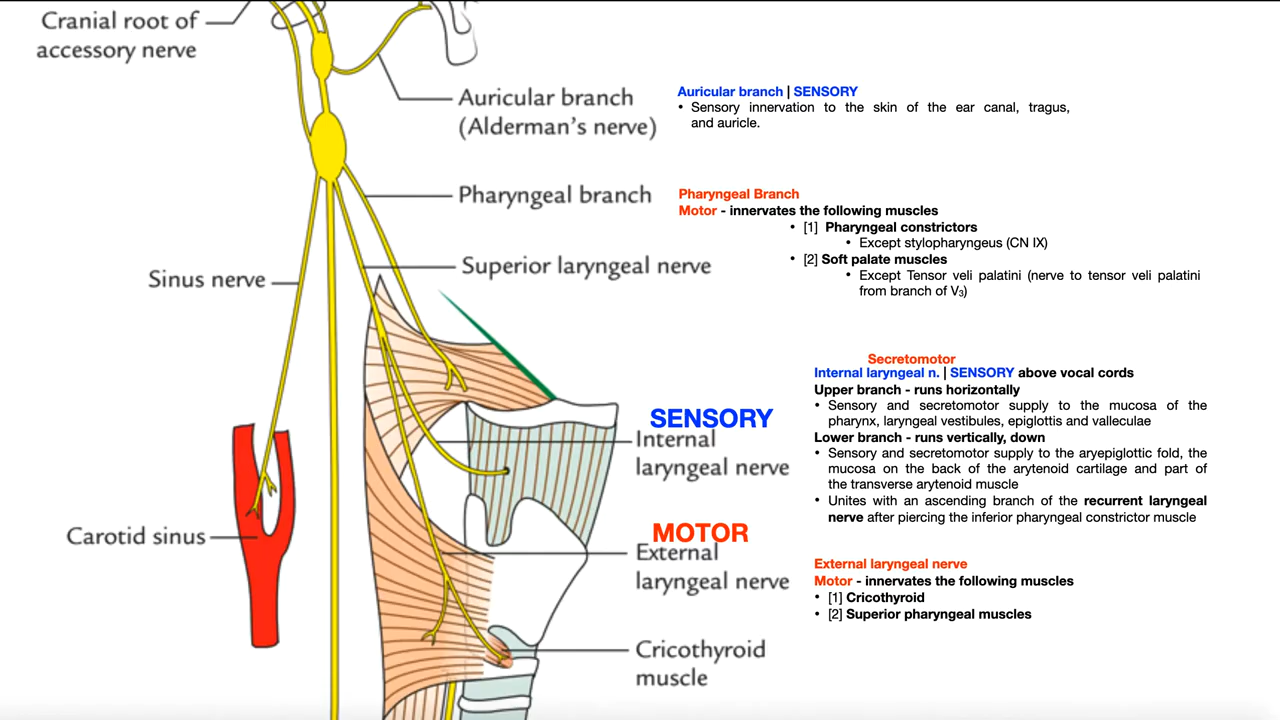 Cranial root of
accessory nerve
Auricular branch
(Alderman's nerve)
Auricular branch | SENSORY
• Sensory innervation to the skin of the ear canal, tragus,
and auricle.
Pharyngeal branch
Pharyngeal Branch
Motor - innervates the following muscles
• [1] Pharyngeal constrictors
• Except stylopharyngeus (CN IX)
• [2] Soft palate muscles
• Except Tensor veli palatini (nerve to tensor veli palatini
from branch of V₃)
Superior laryngeal nerve
Sinus nerve
Secretomotor
Internal laryngeal n. | SENSORY above vocal cords
Upper branch - runs horizontally
• Sensory and secretomotor supply to the mucosa of the
pharynx, laryngeal vestibules, epiglottis and valleculae
Lower branch - runs vertically, down
• Sensory and secretomotor supply to the aryepiglottic fold, the
mucosa on the back of the arytenoid cartilage and part of
the transverse arytenoid muscle
• Unites with an ascending branch of the recurrent laryngeal
nerve after piercing the inferior pharyngeal constrictor muscle
SENSORY
Internal
laryngeal nerve
Carotid sinus
MOTOR
External
laryngeal nerve
External laryngeal nerve
Motor - innervates the following muscles
• [1] Cricothyroid
• [2] Superior pharyngeal muscles
Cricothyroid
muscle